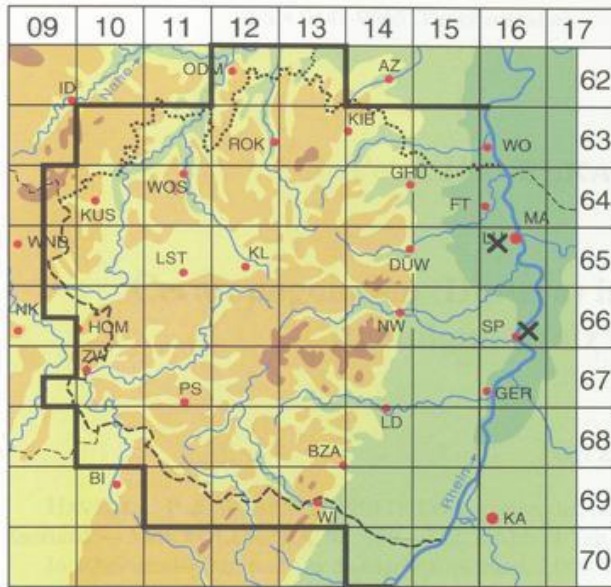 09 10 11 12 13 14 15 16 17
ODM AZ 62
ID Nahe
KIB 63
ROK WO
WOS GRÜ 64
KUS FT
MA
WND LST KL DÜW 65
NK HOM NW SP 66
ZW
PS GER 67
LD
BZA 68
BI
WI Rhein KA 69
70